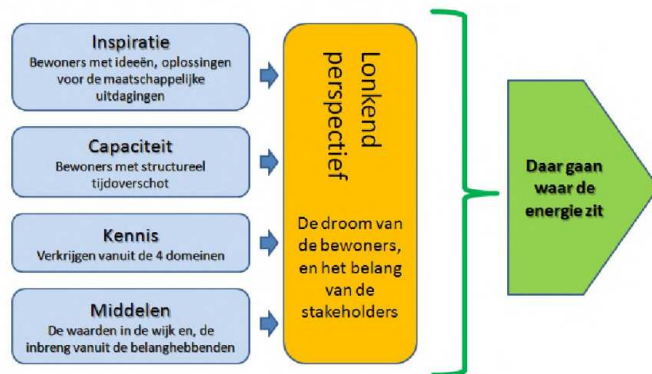 Inspiratie
Bewoners met ideeën, oplossingen
voor de maatschappelijke
uitdagingen
Capaciteit
Bewoners met structureel
tijdoverschot
Kennis
Verkrijgen vanuit de 4 domeinen
Middelen
De waarden in de wijk en, de
inbreng vanuit de belanghebbenden
Lonkend
perspectief
De droom van
de bewoners,
en het belang
van de
stakeholders
Daar gaan
waar de
energie zit